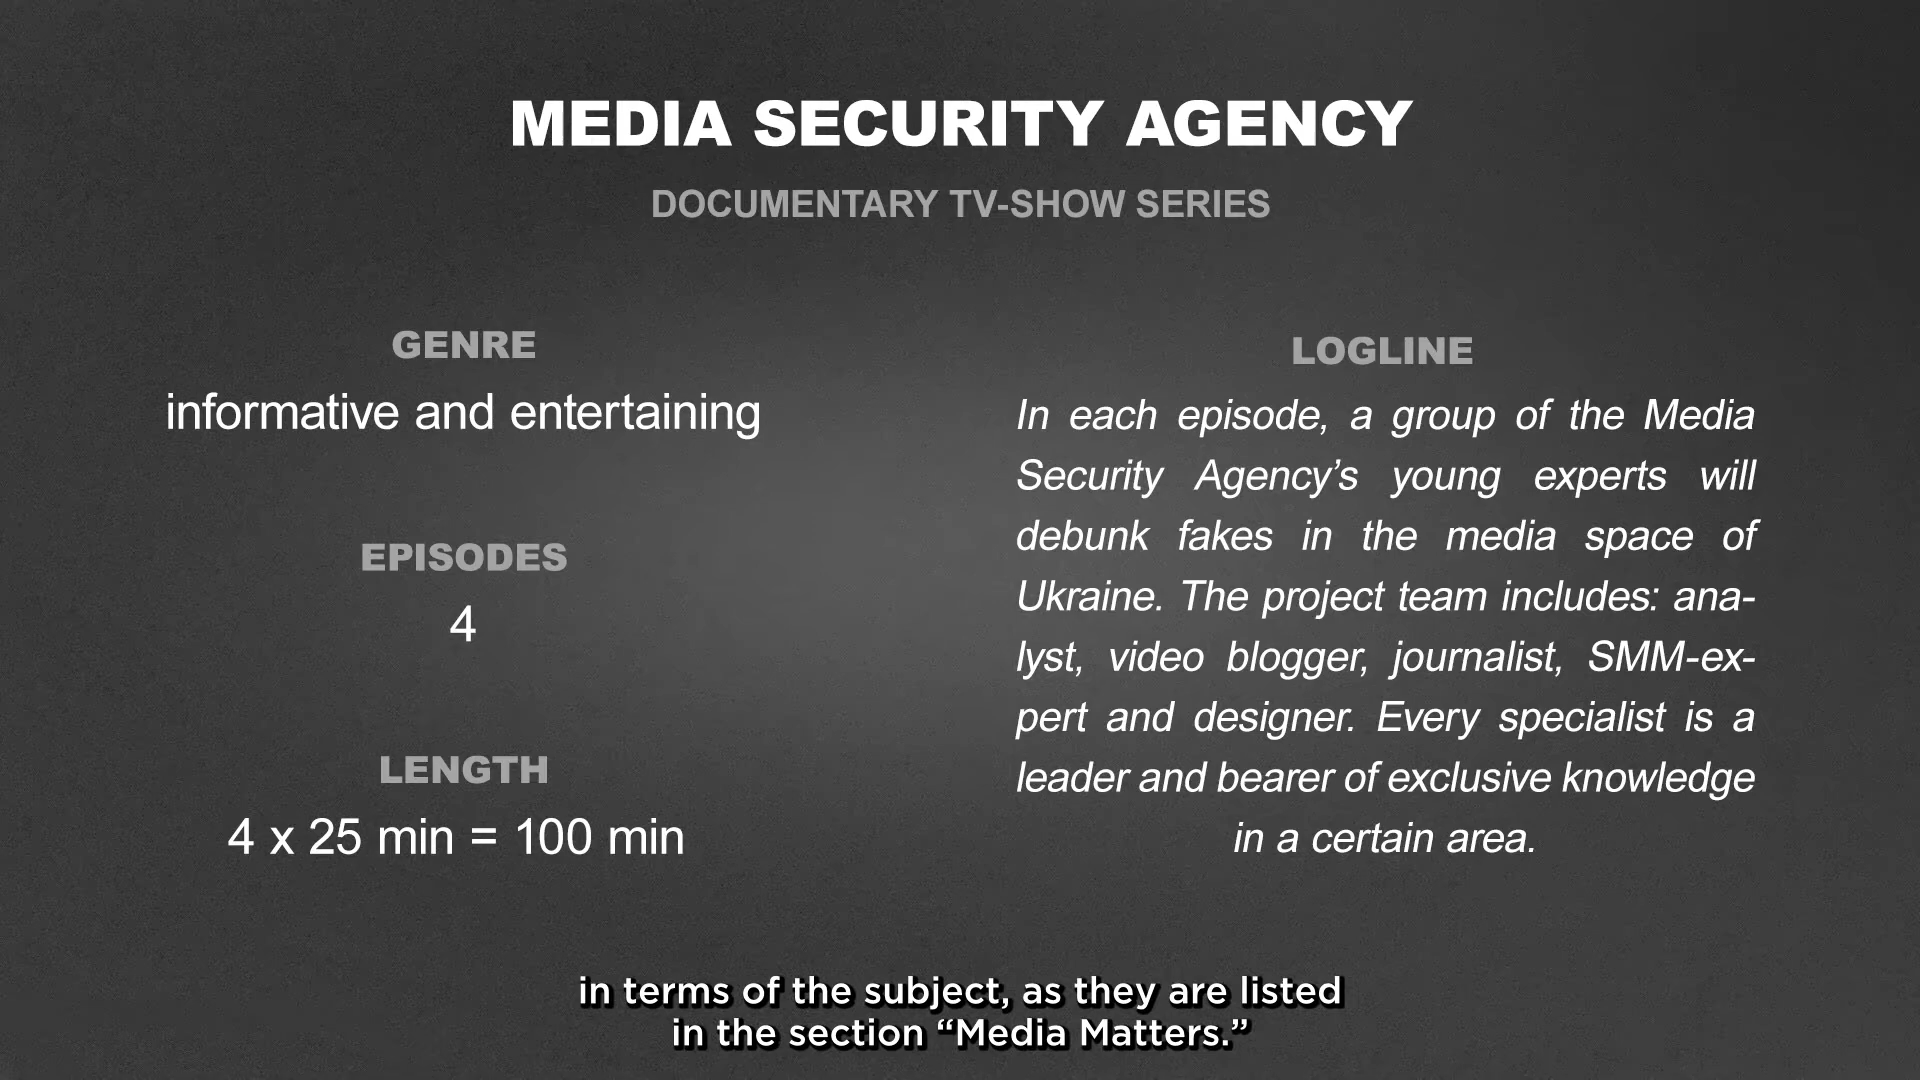 MEDIA SECURITY AGENCY
DOCUMENTARY TV-SHOW SERIES
GENRE
informative and entertaining
EPISODES
4
LENGTH
4 x 25 min = 100 min
LOGLINE
In each episode, a group of the Media
Security Agency’s young experts will
debunk fakes in the media space of
Ukraine. The project team includes: ana-
lyst, video blogger, journalist, SMM-ex-
pert and designer. Every specialist is a
leader and bearer of exclusive knowledge
in a certain area.
in terms of the subject, as they are listed
in the section “Media Matters.”